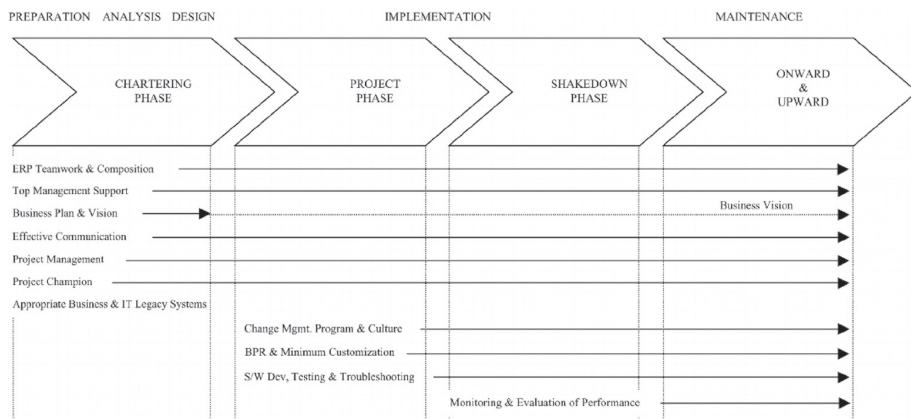 PREPARATION ANALYSIS DESIGN IMPLEMENTATION MAINTENANCE
CHARTERING
PHASE
PROJECT
PHASE
SHAKEDOWN
PHASE
ONWARD
&
UPWARD
ERP Teamwork & Composition
Top Management Support
Business Plan & Vision
Business Vision
Effective Communication
Project Management
Project Champion
Appropriate Business & IT Legacy Systems
Change Mgmt. Program & Culture
BPR & Minimum Customization
S/W Dev, Testing & Troubleshooting
Monitoring & Evaluation of Performance